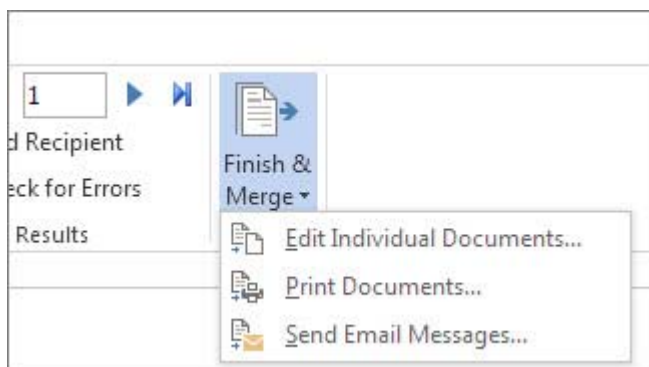 1
d Recipient
eck for Errors
Results
Finish &
Merge
Edit Individual Documents...
Print Documents...
Send Email Messages...